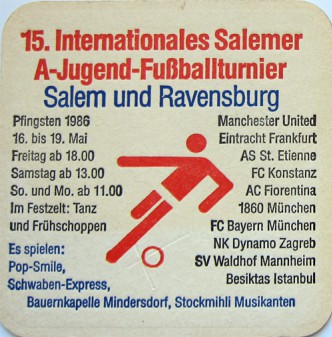 15. Internationales Salemer
A-Jugend-Fußballturnier
Salem und Ravensburg
Pfingsten 1986
16. bis 19. Mai
Freitag ab 18.00
Samstag ab 13.00
So. und Mo. ab 11.00
Im Festzelt: Tanz
und Frühschoppen
Manchester United
Eintracht Frankfurt
AS St. Etienne
FC Konstanz
AC Fiorentina
1860 München
FC Bayern München
NK Dynamo Zagreb
SV Waldhof Mannheim
Besiktas Istanbul
Es spielen:
Pop-Smile,
Schwaben-Express,
Bauernkapelle Mindersdorf, Stockmihli Musikanten